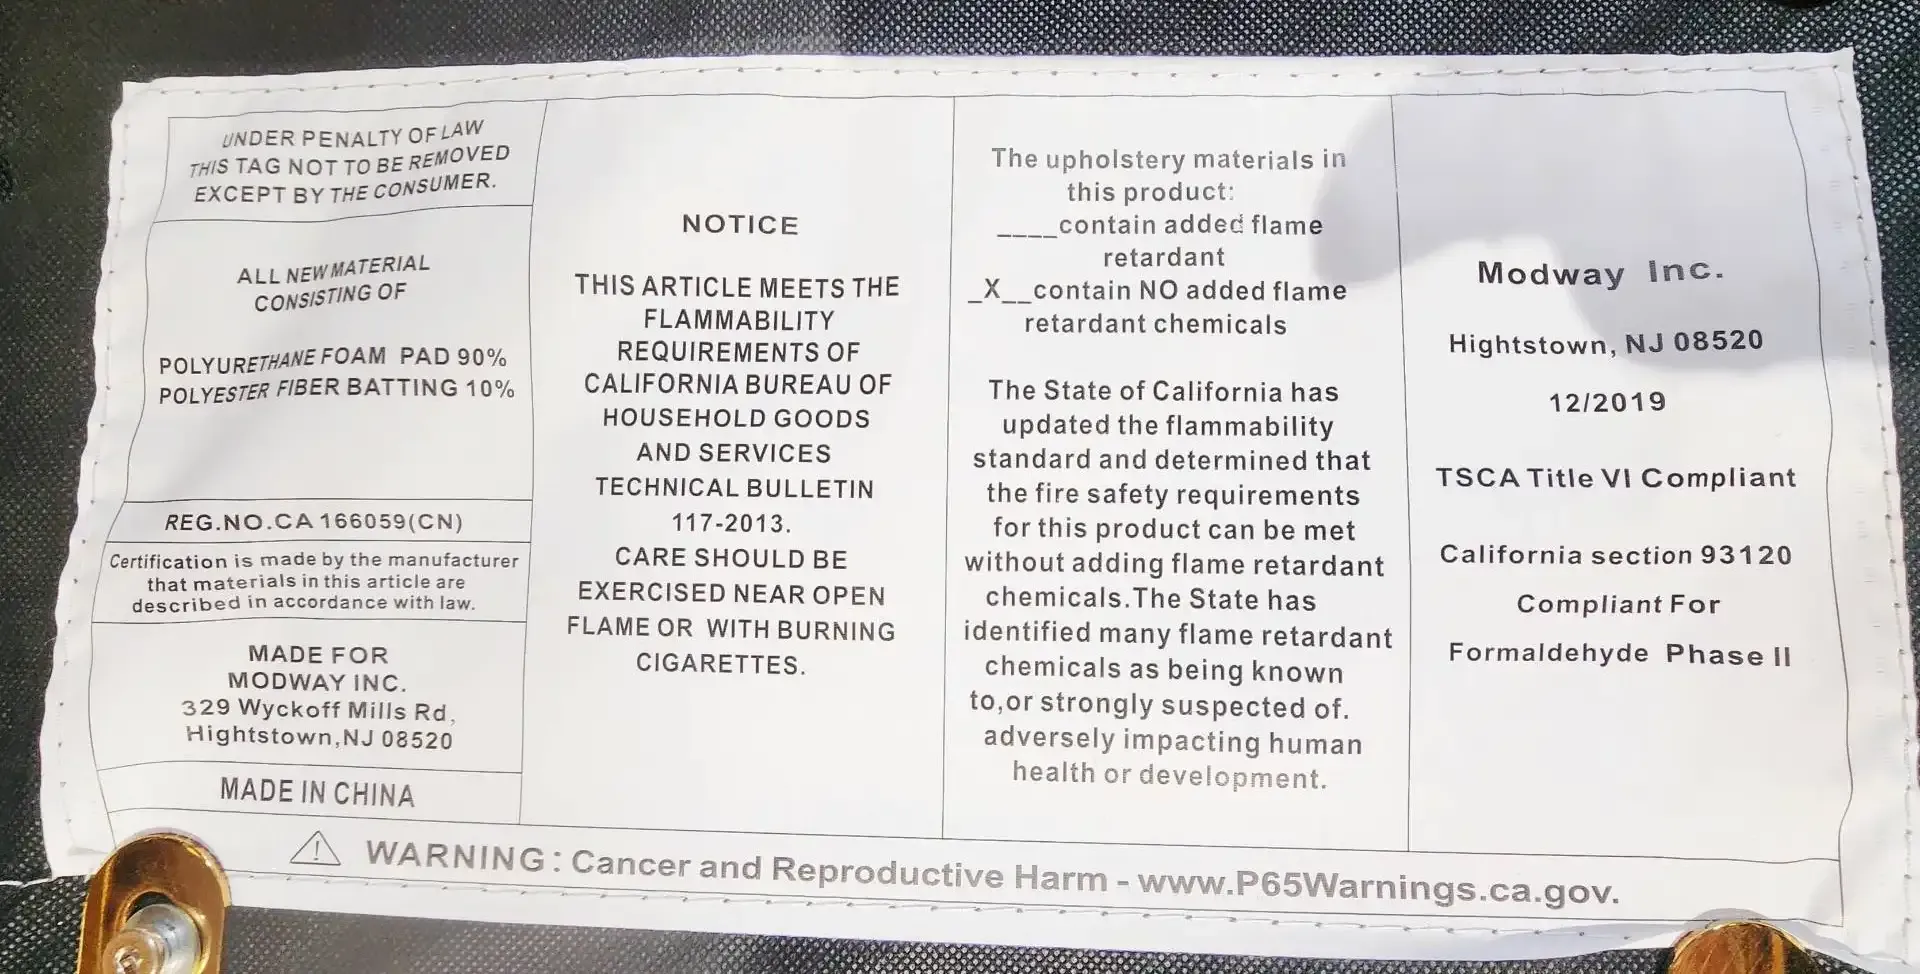 UNDER PENALTY OF LAW
THIS TAG NOT TO BE REMOVED
EXCEPT BY THE CONSUMER.
ALL NEW MATERIAL
CONSISTING OF
POLYURETHANE FOAM PAD 90%
POLYESTER FIBER BATTING 10%
REG.NO.CA 166059(CN)
Certification is made by the manufacturer
that materials in this article are
described in accordance with law.
MADE FOR
MODWAY INC.
329 Wyckoff Mills Rd,
Hightstown,NJ 08520
MADE IN CHINA
NOTICE
THIS ARTICLE MEETS THE
FLAMMABILITY
REQUIREMENTS OF
CALIFORNIA BUREAU OF
HOUSEHOLD GOODS
AND SERVICES
TECHNICAL BULLETIN
117-2013.
CARE SHOULD BE
EXERCISED NEAR OPEN
FLAME OR WITH BURNING
CIGARETTES.
The upholstery materials in
this product:
____contain added flame
retardant
_X__contain NO added flame
retardant chemicals
The State of California has
updated the flammability
standard and determined that
the fire safety requirements
for this product can be met
without adding flame retardant
chemicals.The State has
identified many flame retardant
chemicals as being known
to,or strongly suspected of.
adversely impacting human
health or development.
Modway Inc.
Hightstown, NJ 08520
12/2019
TSCA Title VI Compliant
California section 93120
Compliant For
Formaldehyde Phase II
⚠ WARNING: Cancer and Reproductive Harm - www.P65Warnings.ca.gov.